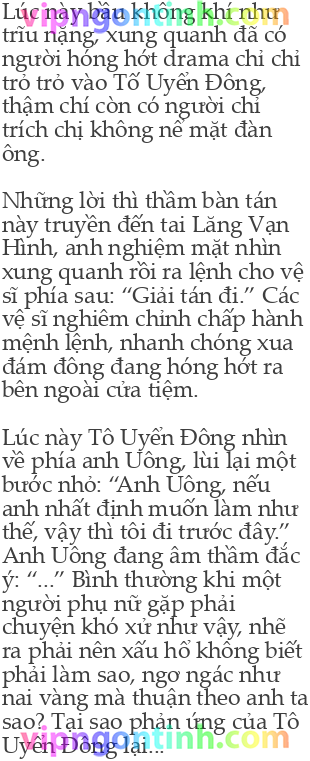 Lúc này bầu không khí như
trĩu nặng, xung quanh đã có
người hóng hớt drama chỉ chỉ
trỏ trỏ vào Tố Uyển Đông,
thậm chí còn có người chỉ
trích chị không nể mặt đàn
ông.
Những lời thì thầm bàn tán
này truyền đến tai Lăng Vạn
Hình, anh nghiệm mặt nhìn
xung quanh rồi ra lệnh cho vệ
sĩ phía sau: “Giải tán đi.” Các
vệ sĩ nghiêm chỉnh chấp hành
mệnh lệnh, nhanh chóng xua
đám đông đang hóng hớt ra
bên ngoài cửa tiệm.
Lúc này Tô Uyển Đông nhìn
về phía anh Uông, lùi lại một
bước nhỏ: “Anh Uông, nếu
anh nhất định muốn làm như
thế, vậy thì tôi đi trước đây.”
Anh Uông đang âm thầm đắc
ý: “...” Bình thường khi một
người phụ nữ gặp phải
chuyện khó xử như vậy, nhẽ
ra phải nên xấu hổ không biết
phải làm sao, ngơ ngác như
nai vàng mà thuận theo anh ta
sao? Tại sao phản ứng của Tô
Uyển Đông lại...
vipngontinh.com
vipngontinh.com